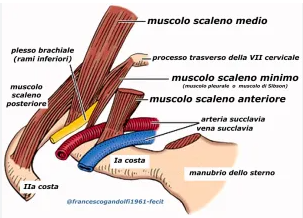 muscolo scaleno medio
plesso brachiale
(rami inferiori)
processo trasverso della VII cervicale
muscolo scaleno minimo
(muscolo pleurale o muscolo di Sibson)
muscolo
scaleno
posteriore
muscolo scaleno anteriore
arteria succlavia
vena succlavia
Ia costa
manubrio dello sterno
IIa costa
@francescogandolfi1961-fecit